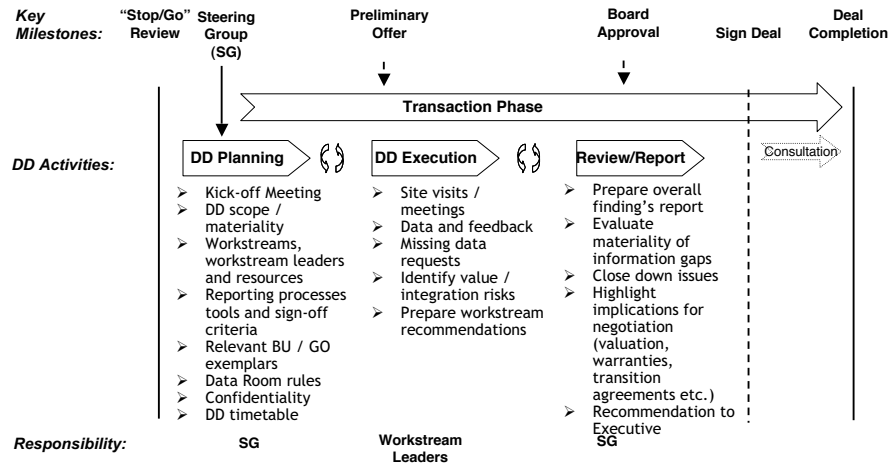 Key
Milestones:
“Stop/Go”
Review
Steering
Group
(SG)
Preliminary
Offer
Board
Approval
Sign Deal
Deal
Completion
Transaction Phase
DD Activities:
DD Planning
DD Execution
Review/Report
Consultation
➢ Kick-off Meeting
➢ DD scope /
materiality
➢ Workstreams,
workstream leaders
and resources
➢ Reporting processes
tools and sign-off
criteria
➢ Relevant BU / GO
exemplars
➢ Data Room rules
➢ Confidentiality
➢ DD timetable
➢ Site visits /
meetings
➢ Data and feedback
➢ Missing data
requests
➢ Identify value /
integration risks
➢ Prepare workstream
recommendations
➢ Prepare overall
finding’s report
➢ Evaluate
materiality of
information gaps
➢ Close down issues
➢ Highlight
implications for
negotiation
(valuation,
warranties,
transition
agreements etc.)
➢ Recommendation to
Executive
Responsibility:
SG
Workstream
Leaders
SG